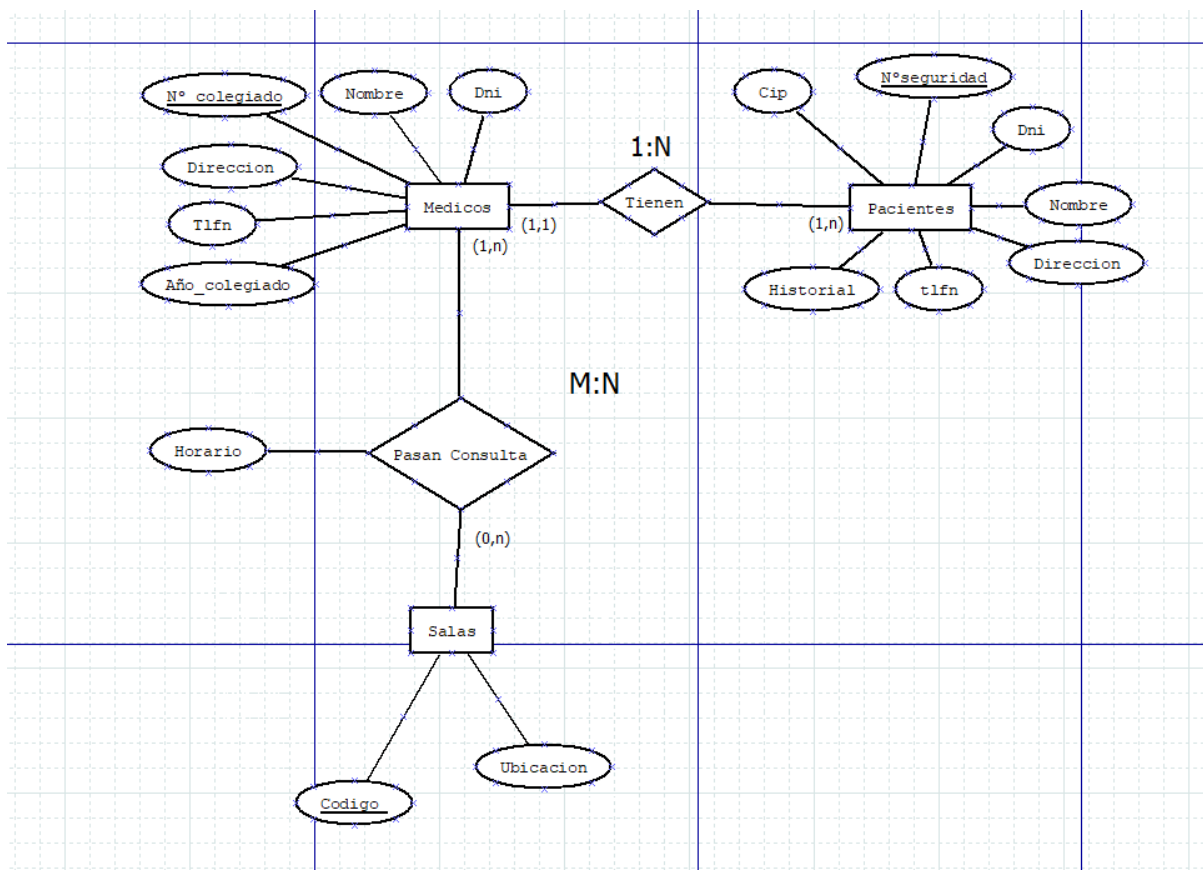 Nº colegiado
Nombre
Dni
Cip
Nºseguridad
Dni
Direccion
1:N
Tlfn
Medicos
Tienen
Pacientes
Nombre
(1,1)
(1,n)
(1,n)
Año_colegiado
Historial
tlfn
Direccion
M:N
Horario
Pasan Consulta
(0,n)
Salas
Ubicacion
Codigo